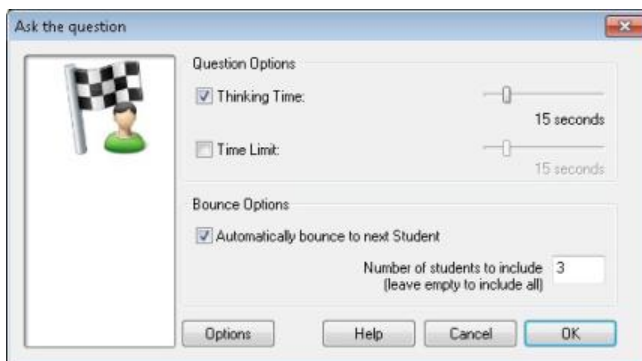 Ask the question
Question Options
Thinking Time:
15 seconds
Time Limit:
15 seconds
Bounce Options
Automatically bounce to next Student
Number of students to include 3
(leave empty to include all)
Options Help Cancel OK